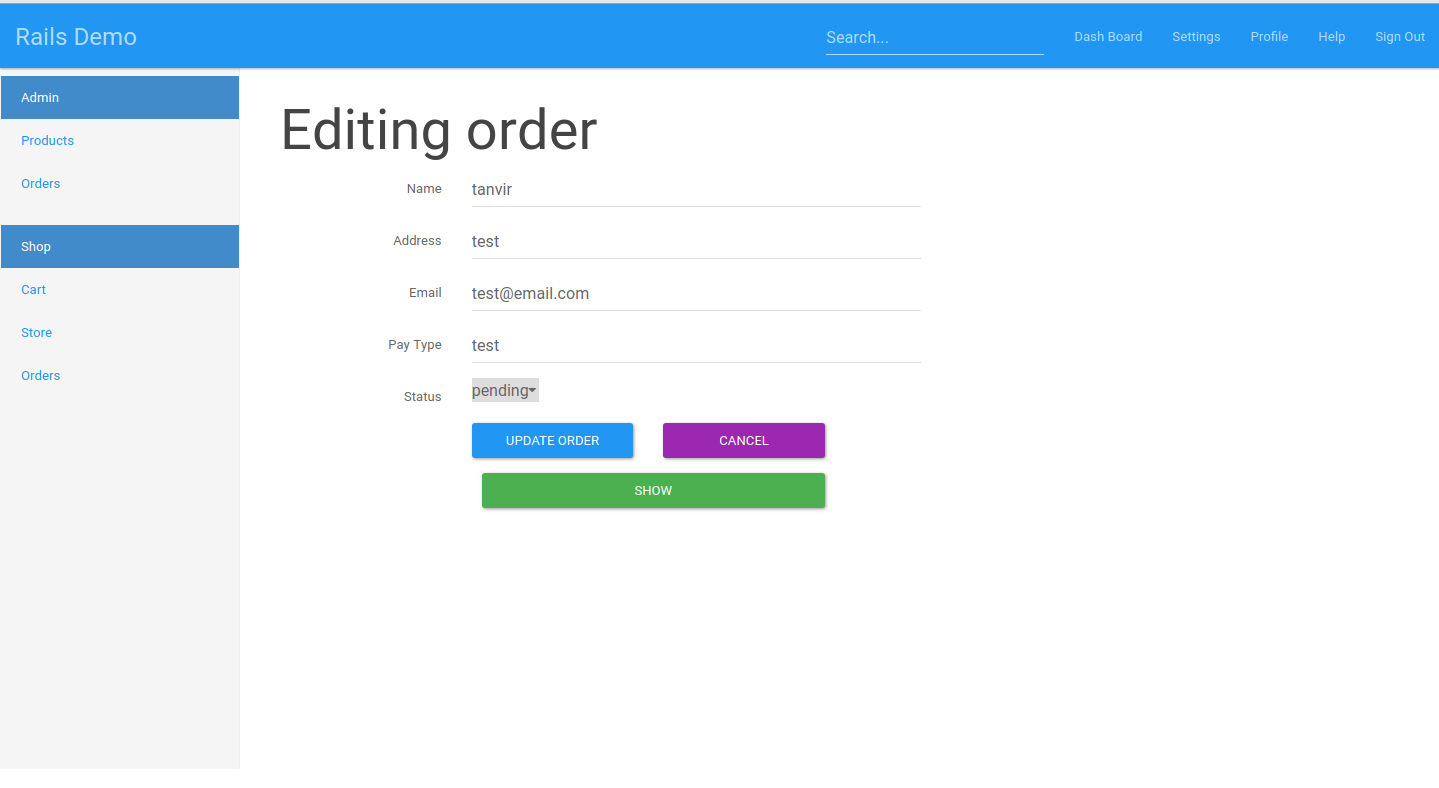 Rails Demo
Search...
Dash Board
Settings
Profile
Help
Sign Out
Admin
Products
Orders
Shop
Cart
Store
Orders
Editing order
Name tanvir
Address test
Email test@email.com
Pay Type test
Status pending
UPDATE ORDER
CANCEL
SHOW